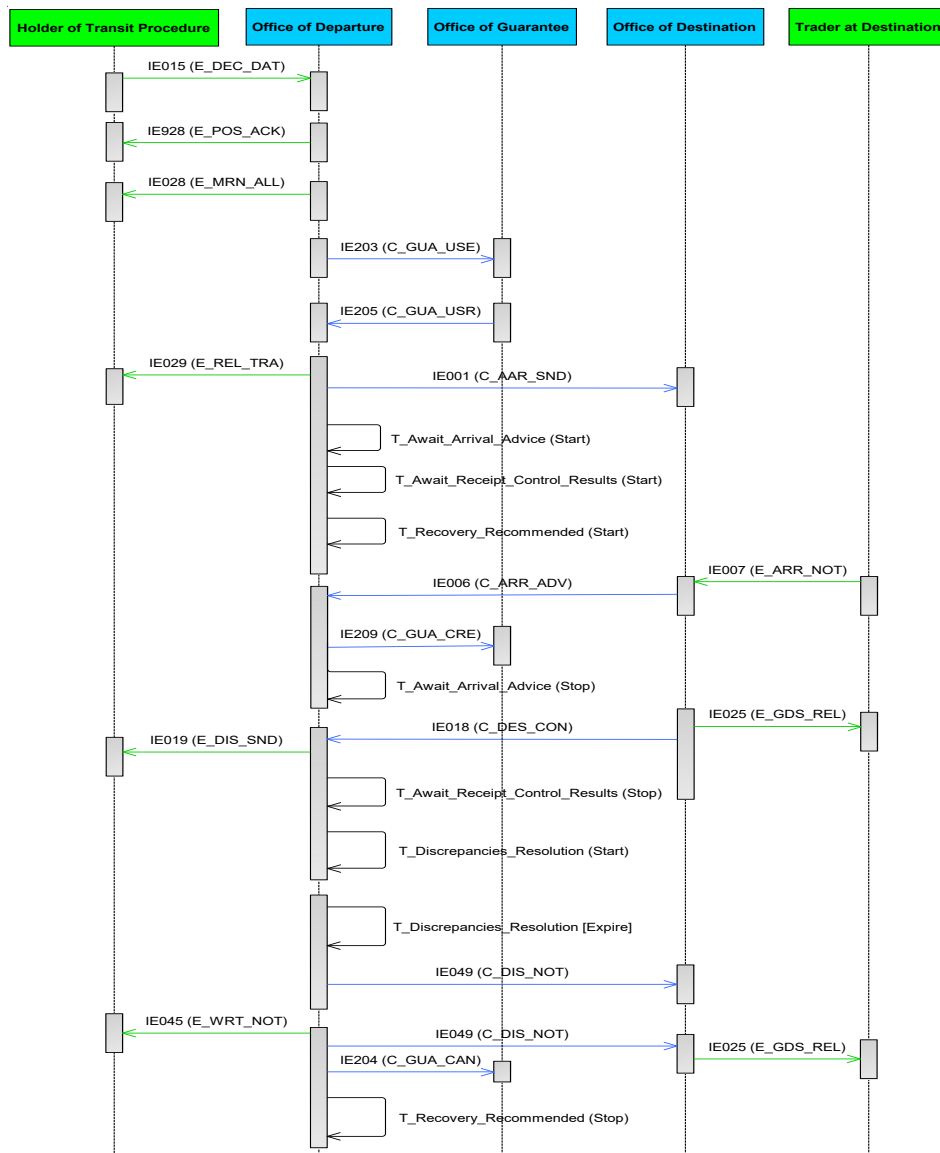 Holder of Transit Procedure
Office of Departure
Office of Guarantee
Office of Destination
Trader at Destination
IE015 (E_DEC_DAT)
IE928 (E_POS_ACK)
IE028 (E_MRN_ALL)
IE203 (C_GUA_USE)
IE205 (C_GUA_USR)
IE029 (E_REL_TRA)
IE001 (C_AAR_SND)
T_Await_Arrival_Advice (Start)
T_Await_Receipt_Control_Results (Start)
T_Recovery_Recommended (Start)
IE007 (E_ARR_NOT)
IE006 (C_ARR_ADV)
IE209 (C_GUA_CRE)
T_Await_Arrival_Advice (Stop)
IE025 (E_GDS_REL)
IE018 (C_DES_CON)
IE019 (E_DIS_SND)
T_Await_Receipt_Control_Results (Stop)
T_Discrepancies_Resolution (Start)
T_Discrepancies_Resolution [Expire]
IE049 (C_DIS_NOT)
IE045 (E_WRT_NOT)
IE049 (C_DIS_NOT)
IE025 (E_GDS_REL)
IE204 (C_GUA_CAN)
T_Recovery_Recommended (Stop)